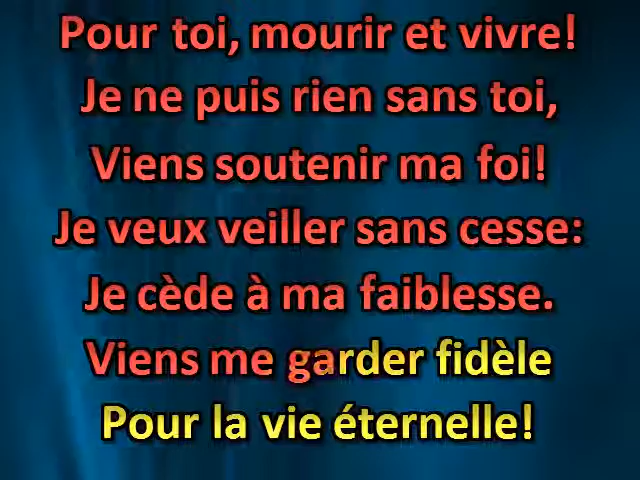 Pour toi, mourir et vivre!
Je ne puis rien sans toi,
Viens soutenir ma foi!
Je veux veiller sans cesse:
Je cède à ma faiblesse.
Viens me garder fidèle
Pour la vie éternelle!